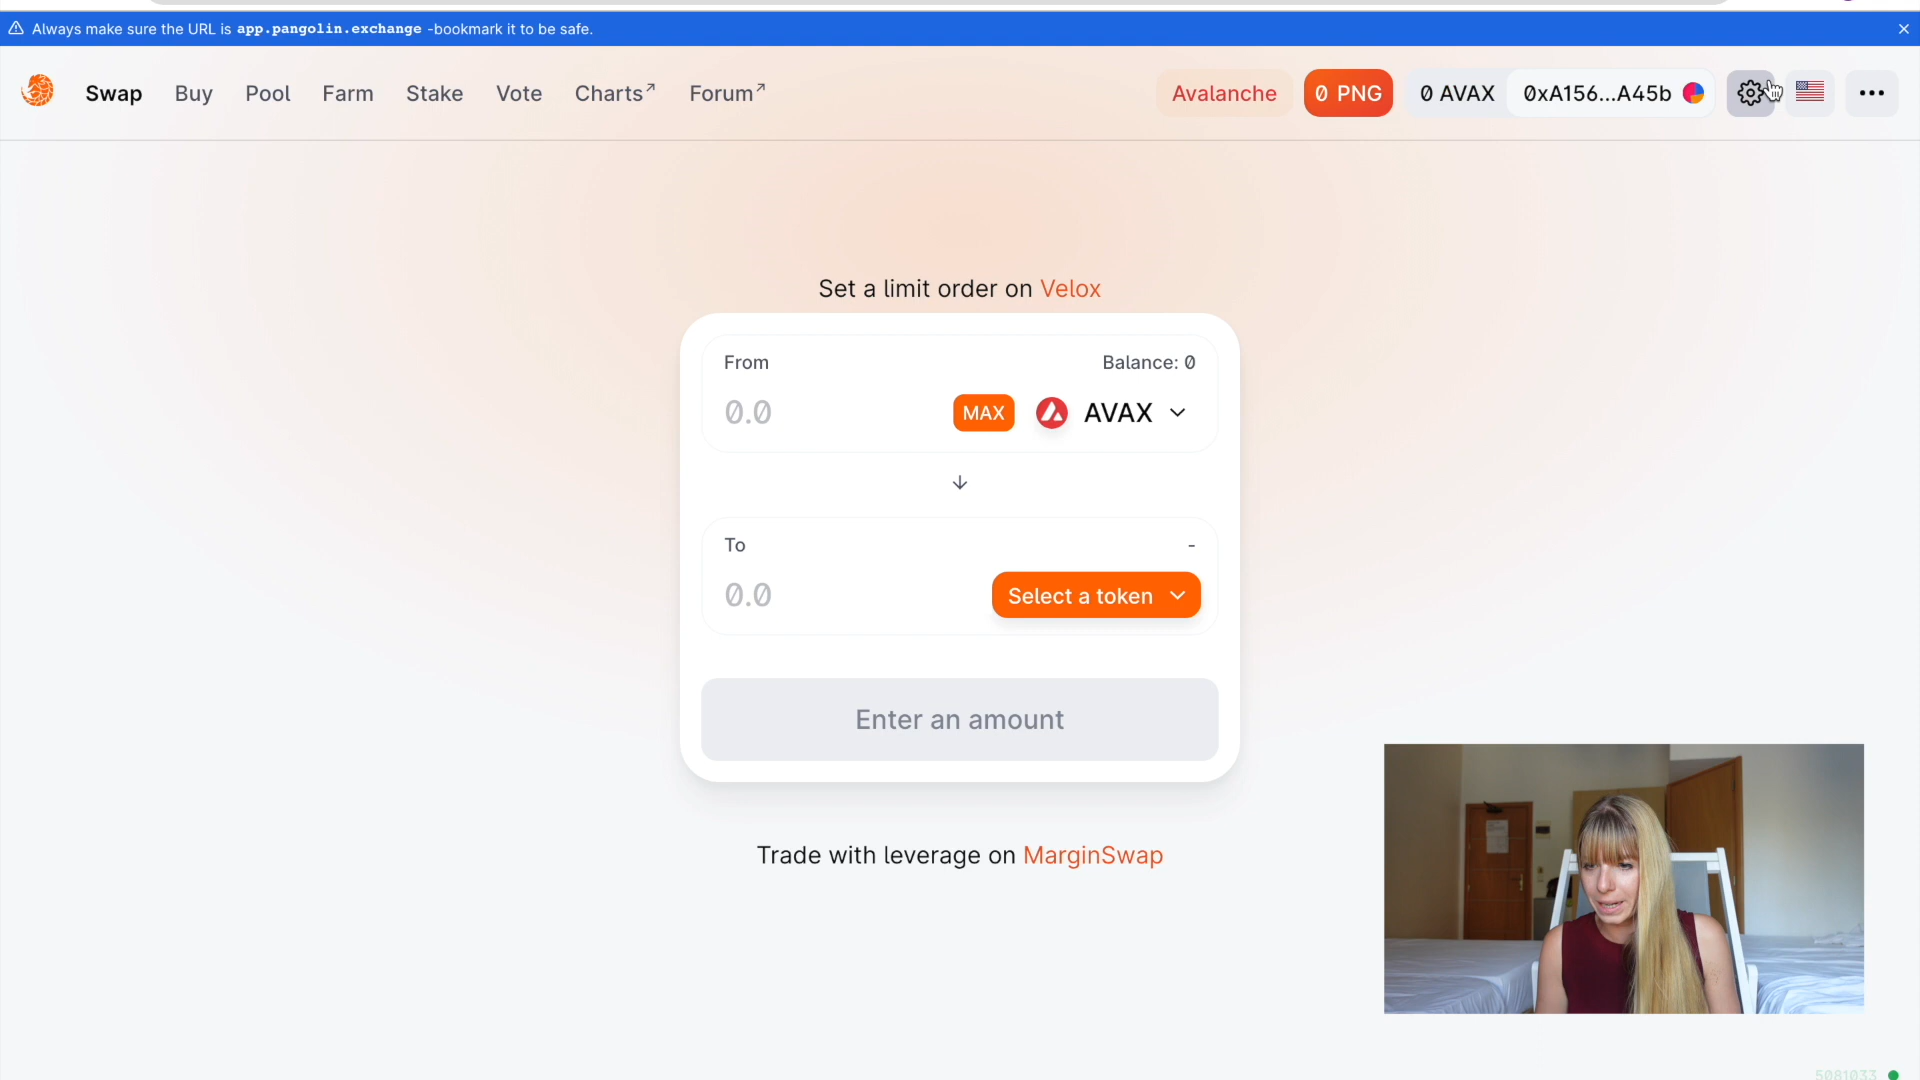 Always make sure the URL is app.pangolin.exchange -bookmark it to be safe.
Swap Buy Pool Farm Stake Vote Charts↗ Forum↗ Avalanche 0 PNG 0 AVAX 0xA156...A45b
Set a limit order on Velox
From Balance: 0
0.0 MAX AVAX
To -
0.0 Select a token
Enter an amount
Trade with leverage on MarginSwap
5081033